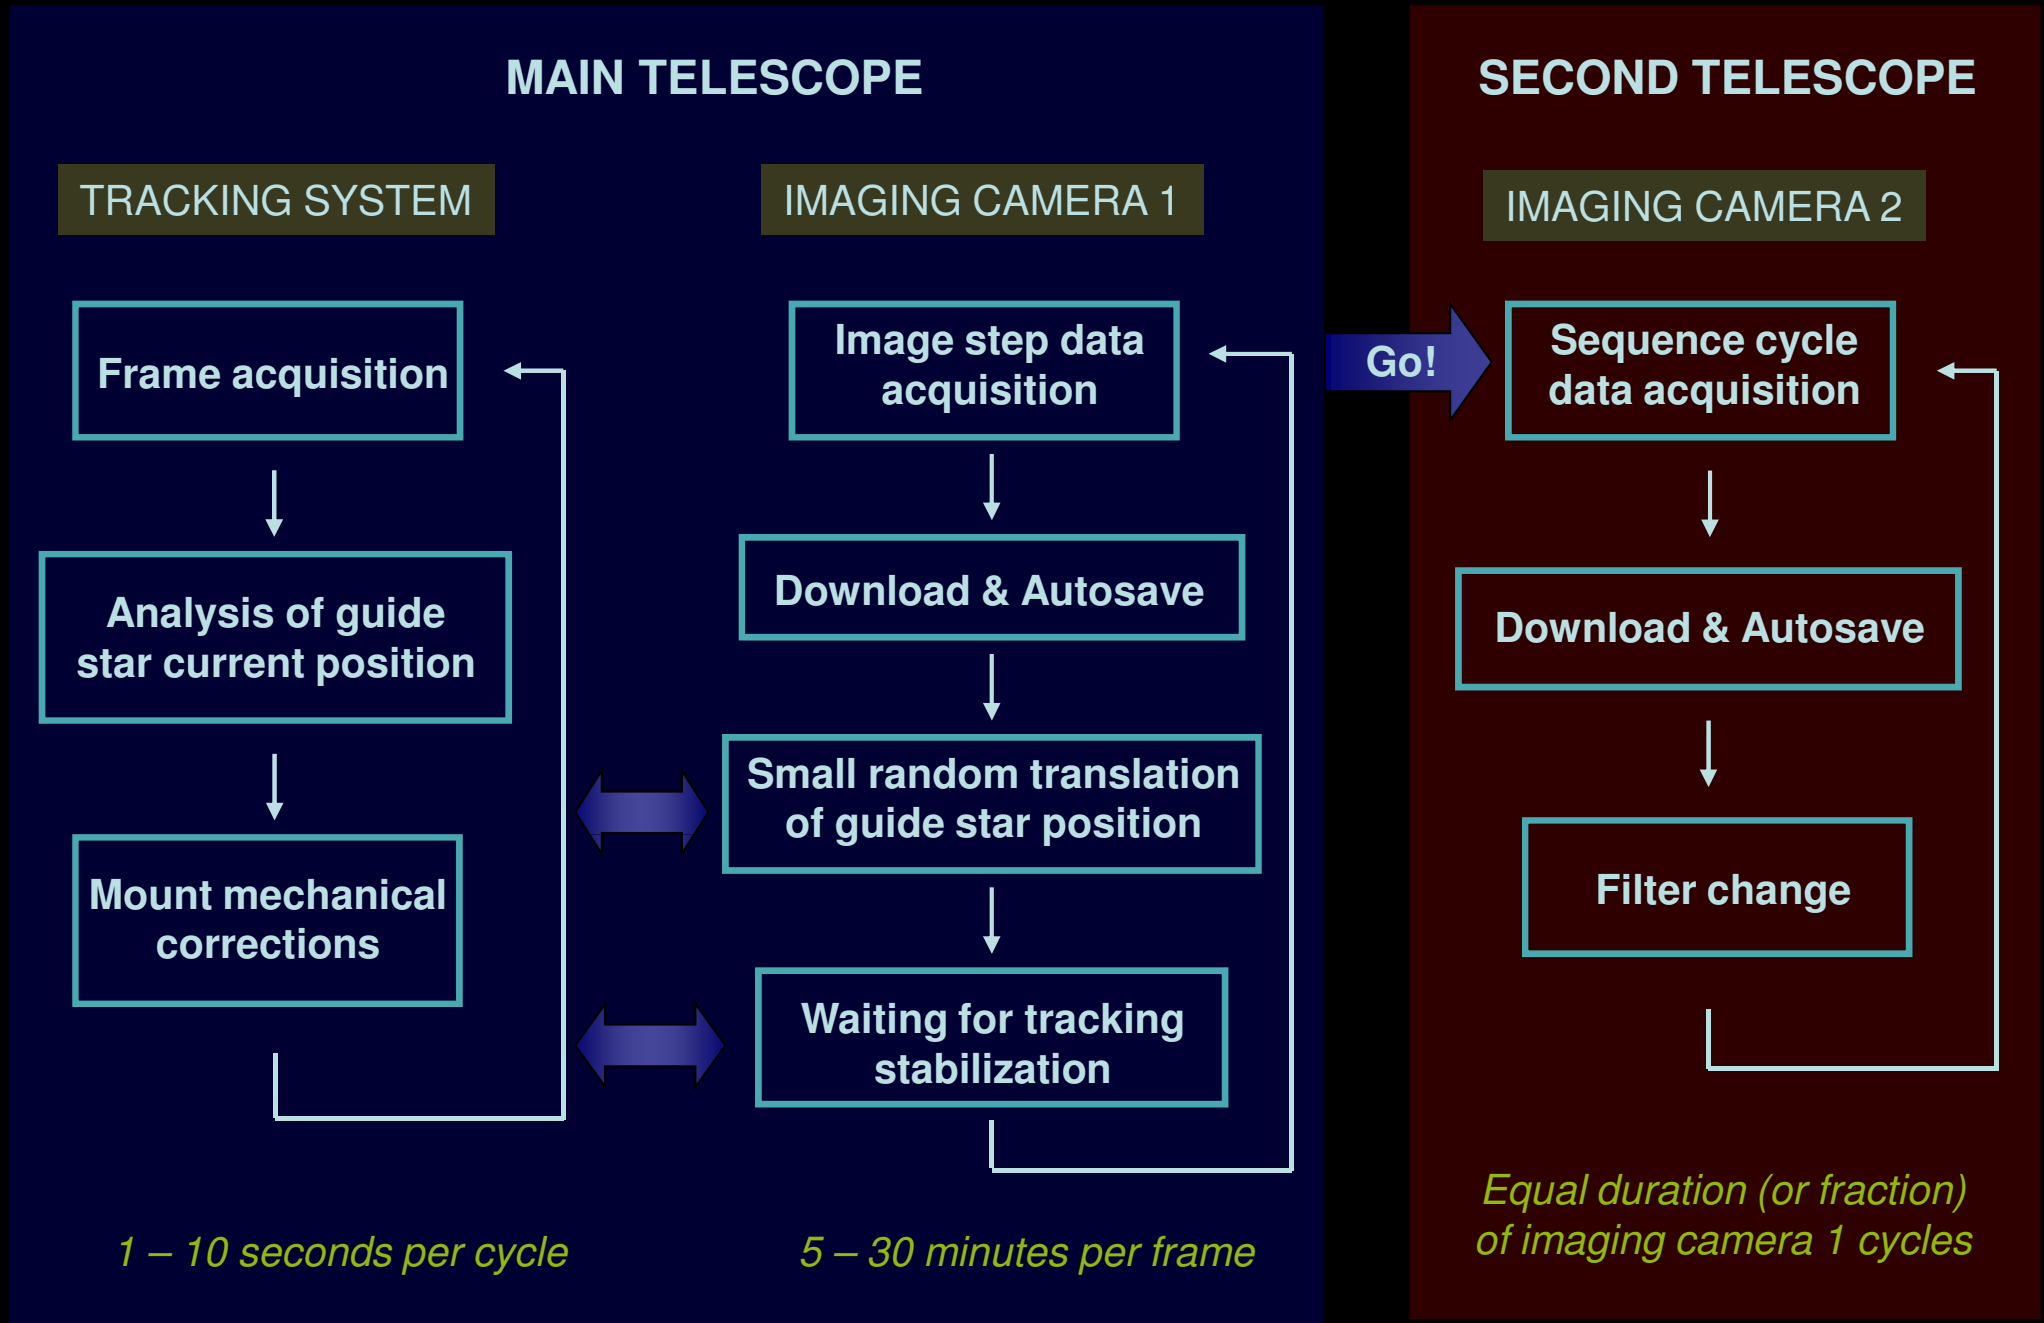 MAIN TELESCOPE
TRACKING SYSTEM
Frame acquisition
Analysis of guide
star current position
Mount mechanical
corrections
1 – 10 seconds per cycle
IMAGING CAMERA 1
Image step data
acquisition
Download & Autosave
Small random translation
of guide star position
Waiting for tracking
stabilization
5 – 30 minutes per frame
Go!
SECOND TELESCOPE
IMAGING CAMERA 2
Sequence cycle
data acquisition
Download & Autosave
Filter change
Equal duration (or fraction)
of imaging camera 1 cycles